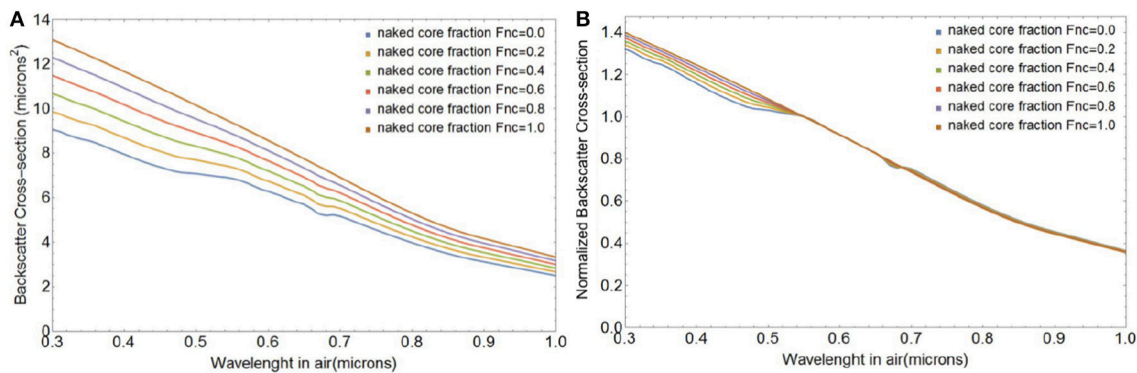 A
Backscatter Cross-section (microns²)
14
12
10
8
6
4
2
0
naked core fraction Fnc=0.0
naked core fraction Fnc=0.2
naked core fraction Fnc=0.4
naked core fraction Fnc=0.6
naked core fraction Fnc=0.8
naked core fraction Fnc=1.0
0.3 0.4 0.5 0.6 0.7 0.8 0.9 1.0
Wavelenght in air(microns)
B
Normalized Backscatter Cross-section
1.4
1.2
1.0
0.8
0.6
0.4
0.2
0.0
naked core fraction Fnc=0.0
naked core fraction Fnc=0.2
naked core fraction Fnc=0.4
naked core fraction Fnc=0.6
naked core fraction Fnc=0.8
naked core fraction Fnc=1.0
0.3 0.4 0.5 0.6 0.7 0.8 0.9 1.0
Wavelenght in air(microns)